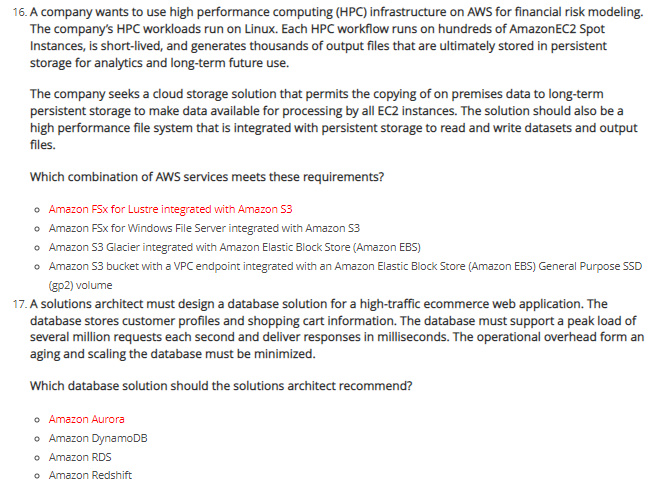 16. A company wants to use high performance computing (HPC) infrastructure on AWS for financial risk modeling.
The company's HPC workloads run on Linux. Each HPC workflow runs on hundreds of AmazonEC2 Spot
Instances, is short-lived, and generates thousands of output files that are ultimately stored in persistent
storage for analytics and long-term future use.
The company seeks a cloud storage solution that permits the copying of on premises data to long-term
persistent storage to make data available for processing by all EC2 instances. The solution should also be a
high performance file system that is integrated with persistent storage to read and write datasets and output
files.
Which combination of AWS services meets these requirements?
o Amazon FSx for Lustre integrated with Amazon S3
o Amazon FSx for Windows File Server integrated with Amazon S3
o Amazon S3 Glacier integrated with Amazon Elastic Block Store (Amazon EBS)
o Amazon S3 bucket with a VPC endpoint integrated with an Amazon Elastic Block Store (Amazon EBS) General Purpose SSD
(gp2) volume
17. A solutions architect must design a database solution for a high-traffic ecommerce web application. The
database stores customer profiles and shopping cart information. The database must support a peak load of
several million requests each second and deliver responses in milliseconds. The operational overhead form an
aging and scaling the database must be minimized.
Which database solution should the solutions architect recommend?
o Amazon Aurora
o Amazon DynamoDB
o Amazon RDS
o Amazon Redshift